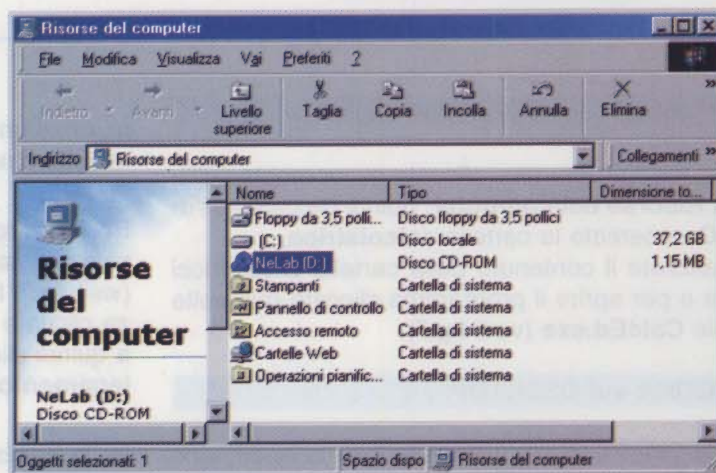 Risorse del computer
File Modifica Visualizza Vai Preferiti ?
Indietro Avanti Livello superiore Taglia Copia Incolla Annulla Elimina »
Indirizzo Risorse del computer Collegamenti »
Nome Tipo Dimensione to...
Floppy da 3,5 polli... Disco floppy da 3,5 pollici
(C:) Disco locale 37,2 GB
NeLab (D:) Disco CD-ROM 1,15 MB
Stampanti Cartella di sistema
Pannello di controllo Cartella di sistema
Accesso remoto Cartella di sistema
Cartelle Web Cartella di sistema
Operazioni pianific... Cartella di sistema
Risorse
del
computer
NeLab (D:)
Disco CD-ROM
Oggetti selezionati: 1 Spazio dispo Risorse del computer